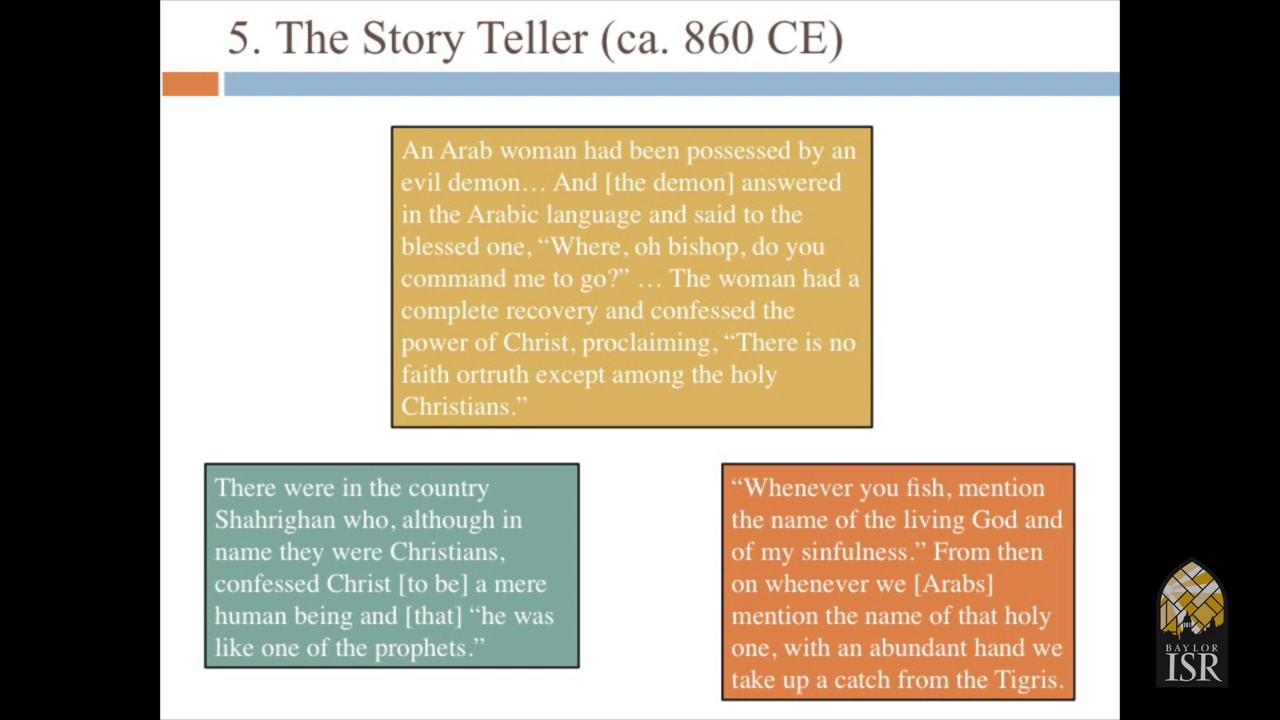 5. The Story Teller (ca. 860 CE)
An Arab woman had been possessed by an
evil demon… And [the demon] answered
in the Arabic language and said to the
blessed one, “Where, oh bishop, do you
command me to go?” … The woman had a
complete recovery and confessed the
power of Christ, proclaiming, “There is no
faith ortruth except among the holy
Christians.”
There were in the country
Shahrighan who, although in
name they were Christians,
confessed Christ [to be] a mere
human being and [that] “he was
like one of the prophets.”
“Whenever you fish, mention
the name of the living God and
of my sinfulness.” From then
on whenever we [Arabs]
mention the name of that holy
one, with an abundant hand we
take up a catch from the Tigris.
BAYLOR
ISR